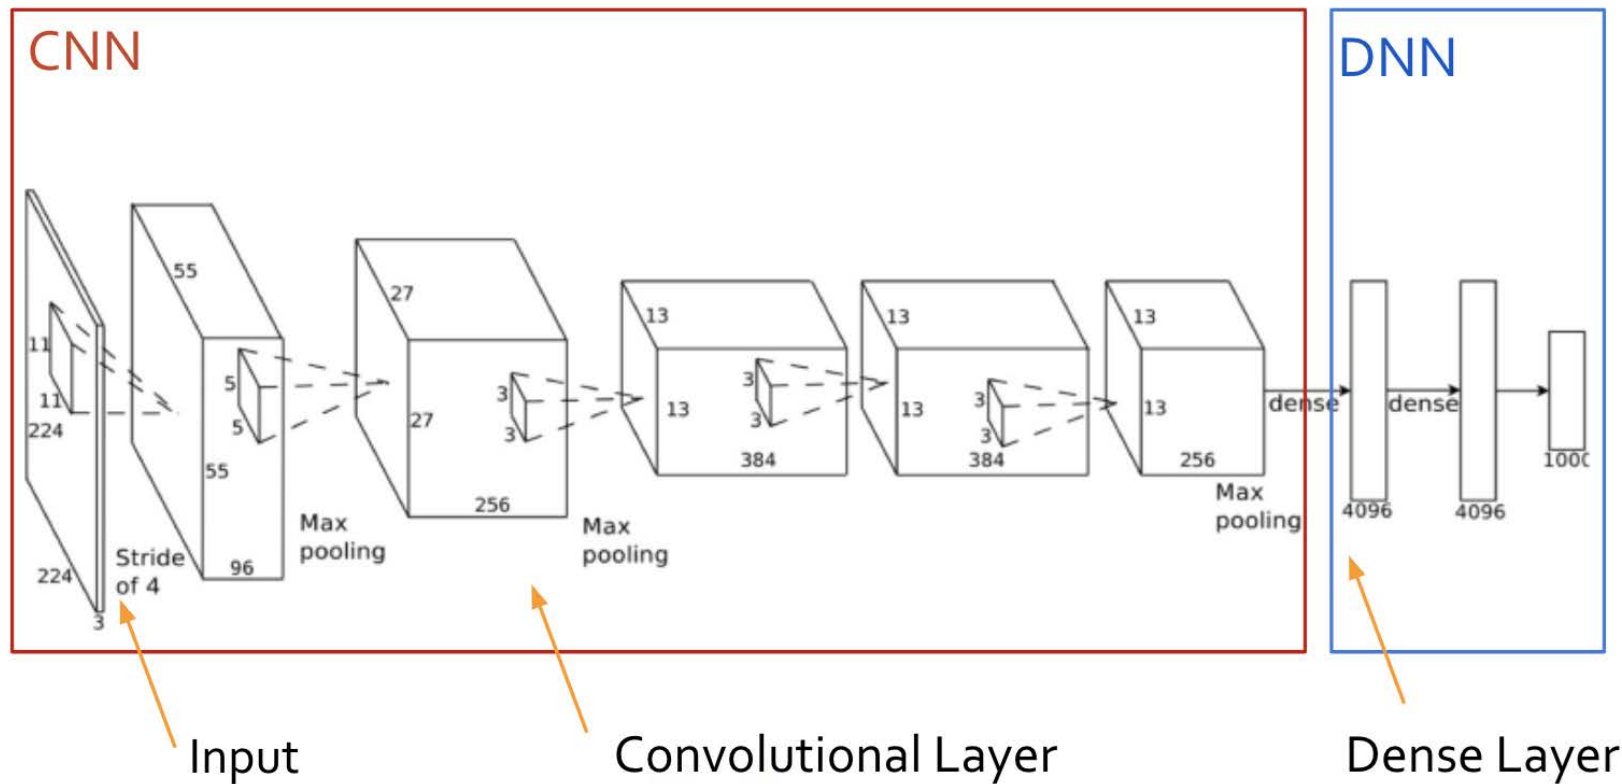 CNN
DNN
55
27
13
13
13
11
5
3
3
3
11
5
3
3
3
224
27
13
13
13
dense
dense
55
384
384
256
256
1000
4096
4096
96
224
3
Stride
of 4
Max
pooling
Max
pooling
Max
pooling
Input
Convolutional Layer
Dense Layer